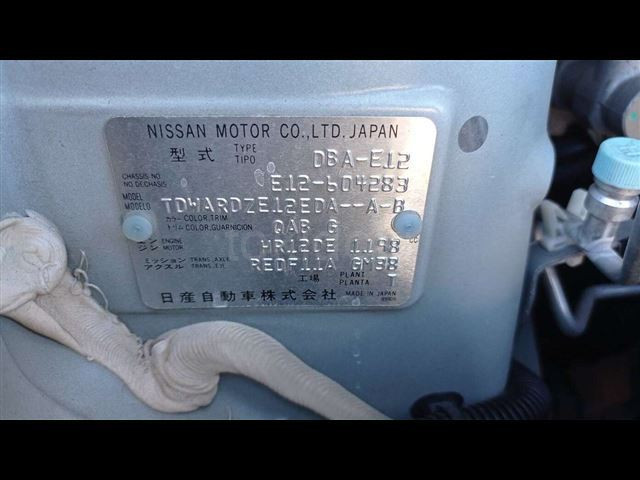 NISSAN MOTOR CO.,LTD. JAPAN
型式 TYPE TIPO DBA-E12
CHASSIS NO. NO. DE CHASIS E12-604283
MODEL MODELO TDWARDZE12EDA--A-B
カラー COLOR,TRIM トリム COLOR,GUARNICION QAB G
エンジン ENGINE MOTOR HR12DE 1198 cc
ミッション アクスル TRANS.,AXLE TRANS.,EJE RE0F11A GM38
工場 PLANT PLANTA T
日産自動車株式会社 MADE IN JAPAN